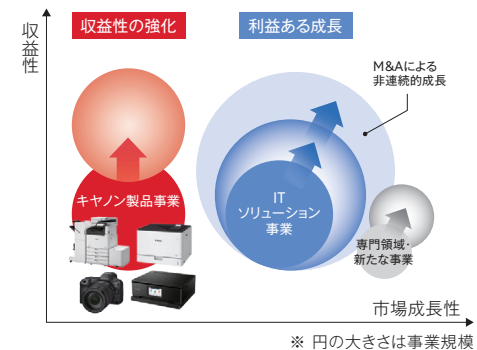 収益性
収益性の強化
利益ある成長
M&Aによる
非連続的成長
キヤノン製品事業
IT
ソリューション
事業
専門領域・
新たな事業
市場成長性
※ 円の大きさは事業規模